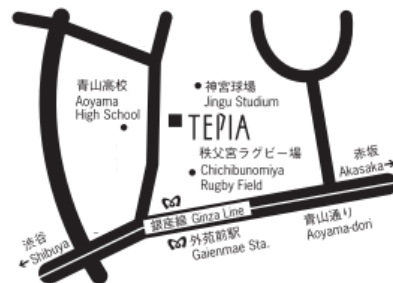 青山高校
Aoyama
High School
神宮球場
Jingu Studium
TEPIA
秩父宮ラグビー場
Chichibunomiya
Rugby Field
赤坂
Akasaka→
銀座線 Ginza Line
外苑前駅
Gaienmae Sta.
青山通り
Aoyama-dori
渋谷
←Shibuya